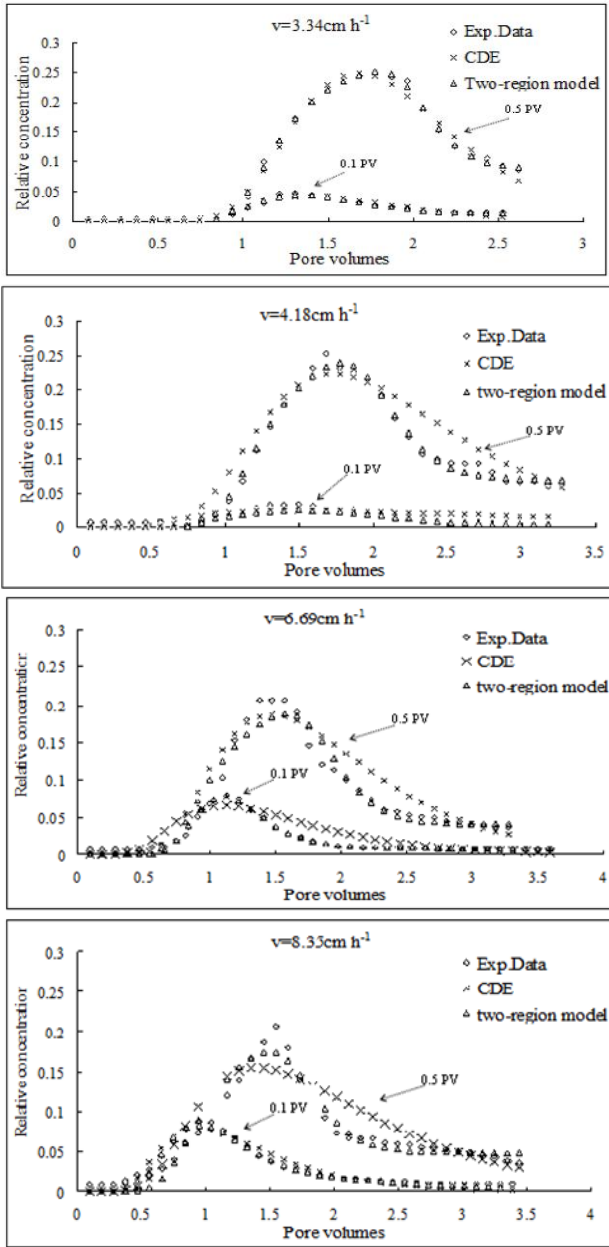 v=3.34cm h-1
Relative concentration
0.3
0.25
0.2
0.15
0.1
0.05
0
Exp.Data
CDE
Two-region model
0.5 PV
0.1 PV
0 0.5 1 1.5 2 2.5 3
Pore volumes
v=4.18cm h-1
Relative concentration
0.3
0.25
0.2
0.15
0.1
0.05
0
Exp.Data
CDE
two-region model
0.5 PV
0.1 PV
0 0.5 1 1.5 2 2.5 3 3.5
Pore volumes
v=6.69cm h-1
Relative concentration
0.3
0.25
0.2
0.15
0.1
0.05
0
Exp.Data
CDE
two-region model
0.5 PV
0.1 PV
0 0.5 1 1.5 2 2.5 3 3.5 4
Pore volumes
v=8.35cm h-1
Relative concentration
0.3
0.25
0.2
0.15
0.1
0.05
0
Exp.Data
CDE
two-region model
0.5 PV
0.1 PV
0 0.5 1 1.5 2 2.5 3 3.5 4
Pore volumes